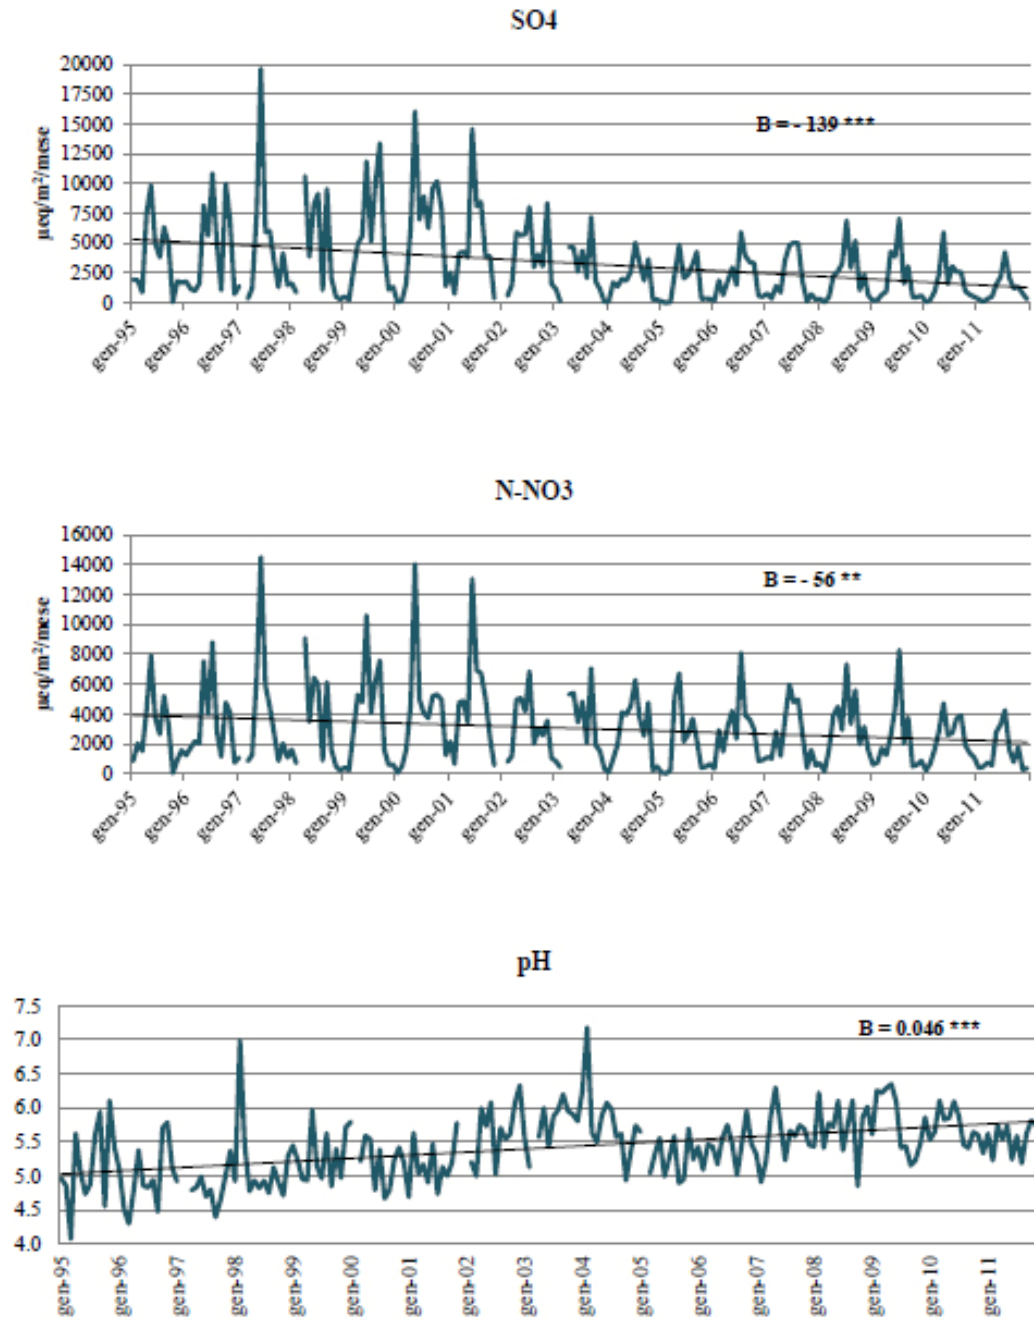 SO4
20000
17500
15000
12500
10000
7500
5000
2500
0
µeq/m²/mese
B = - 139 ***
gen-95 gen-96 gen-97 gen-98 gen-99 gen-00 gen-01 gen-02 gen-03 gen-04 gen-05 gen-06 gen-07 gen-08 gen-09 gen-10 gen-11
N-NO3
16000
14000
12000
10000
8000
6000
4000
2000
0
µeq/m²/mese
B = - 56 **
gen-95 gen-96 gen-97 gen-98 gen-99 gen-00 gen-01 gen-02 gen-03 gen-04 gen-05 gen-06 gen-07 gen-08 gen-09 gen-10 gen-11
pH
7.5
7.0
6.5
6.0
5.5
5.0
4.5
4.0
B = 0.046 ***
gen-95 gen-96 gen-97 gen-98 gen-99 gen-00 gen-01 gen-02 gen-03 gen-04 gen-05 gen-06 gen-07 gen-08 gen-09 gen-10 gen-11